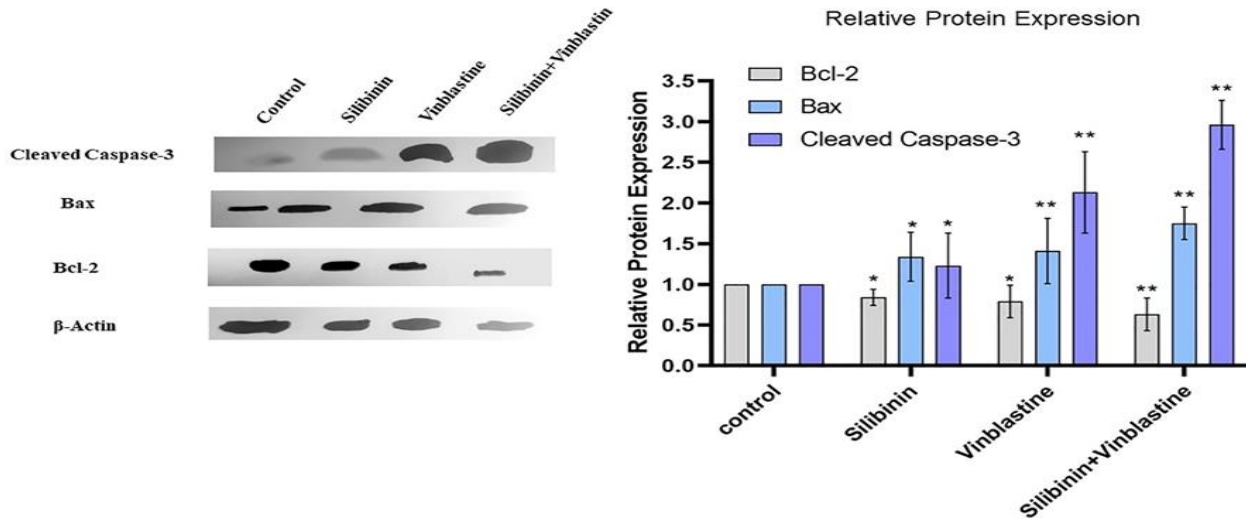 Control
Silibinin
Vinblastine
Silibinin+Vinblastin
Cleaved Caspase-3
Bax
Bcl-2
β-Actin
Relative Protein Expression
Bcl-2
Bax
Cleaved Caspase-3
Relative Protein Expression
3.5
3.0
2.5
2.0
1.5
1.0
0.5
0.0
* * *
* ** **
** ** **
control
Silibinin
Vinblastine
Silibinin+Vinblastine